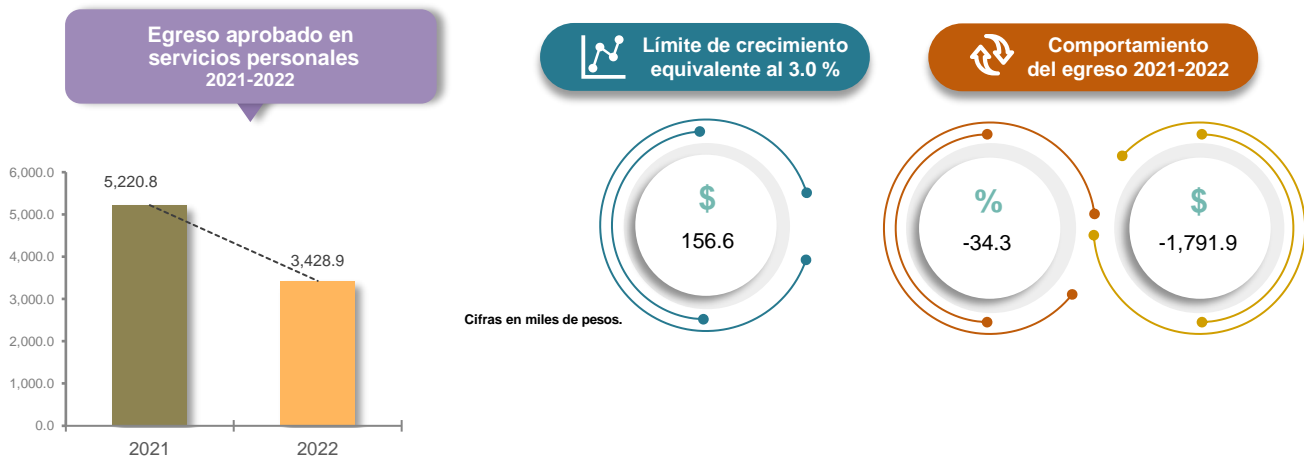 Egreso aprobado en
servicios personales
2021-2022
Límite de crecimiento
equivalente al 3.0 %
Comportamiento
del egreso 2021-2022
6,000.0
5,000.0
4,000.0
3,000.0
2,000.0
1,000.0
0.0
5,220.8
3,428.9
2021
2022
$
156.6
%
-34.3
$
-1,791.9
Cifras en miles de pesos.